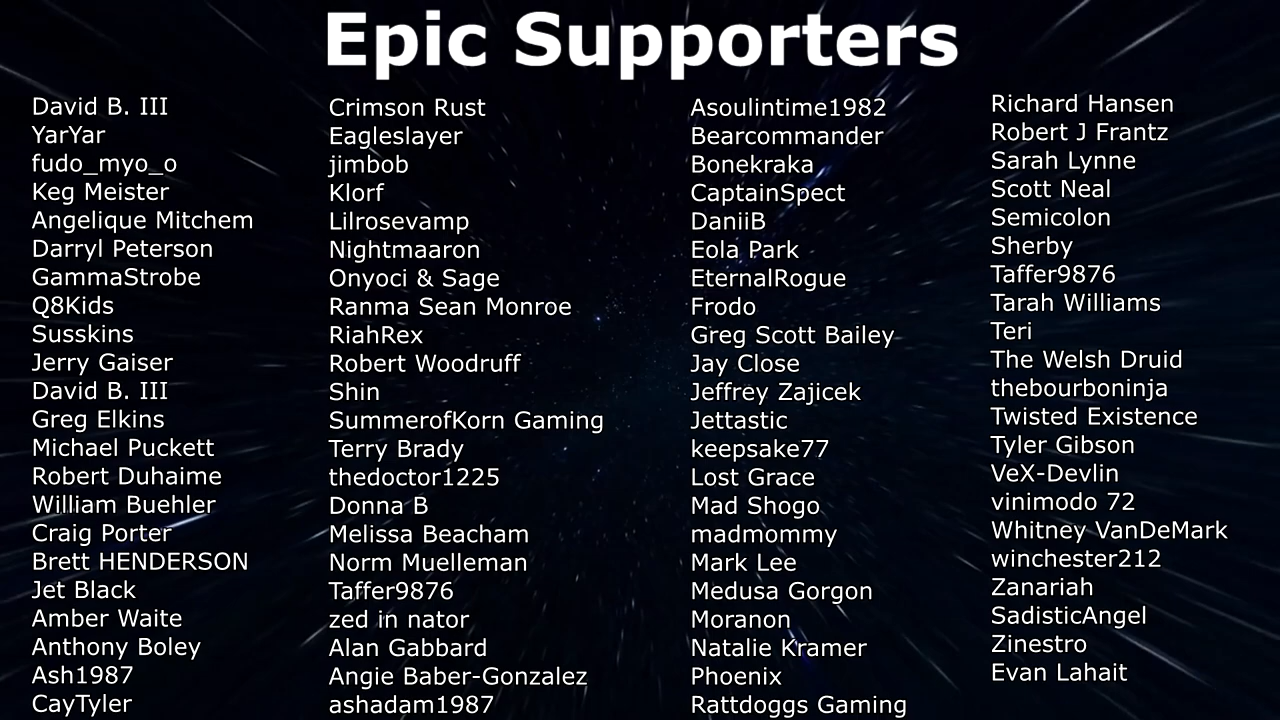 Epic Supporters
David B. III
YarYar
fudo_myo_o
Keg Meister
Angelique Mitchem
Darryl Peterson
GammaStrobe
Q8Kids
Susskins
Jerry Gaiser
David B. III
Greg Elkins
Michael Puckett
Robert Duhaime
William Buehler
Craig Porter
Brett HENDERSON
Jet Black
Amber Waite
Anthony Boley
Ash1987
CayTyler
Crimson Rust
Eagleslayer
jimbob
Klorf
Lilrosevamp
Nightmaaron
Onyoci & Sage
Ranma Sean Monroe
RiahRex
Robert Woodruff
Shin
SummerofKorn Gaming
Terry Brady
thedoctor1225
Donna B
Melissa Beacham
Norm Muelleman
Taffer9876
zed in nator
Alan Gabbard
Angie Baber-Gonzalez
ashadam1987
Asoulintime1982
Bearcommander
Bonekraka
CaptainSpect
DaniiB
Eola Park
EternalRogue
Frodo
Greg Scott Bailey
Jay Close
Jeffrey Zajicek
Jettastic
keepsake77
Lost Grace
Mad Shogo
madmommy
Mark Lee
Medusa Gorgon
Moranon
Natalie Kramer
Phoenix
Rattdoggs Gaming
Richard Hansen
Robert J Frantz
Sarah Lynne
Scott Neal
Semicolon
Sherby
Taffer9876
Tarah Williams
Teri
The Welsh Druid
thebourboninja
Twisted Existence
Tyler Gibson
VeX-Devlin
vinimodo 72
Whitney VanDeMark
winchester212
Zanariah
SadisticAngel
Zinestro
Evan Lahait